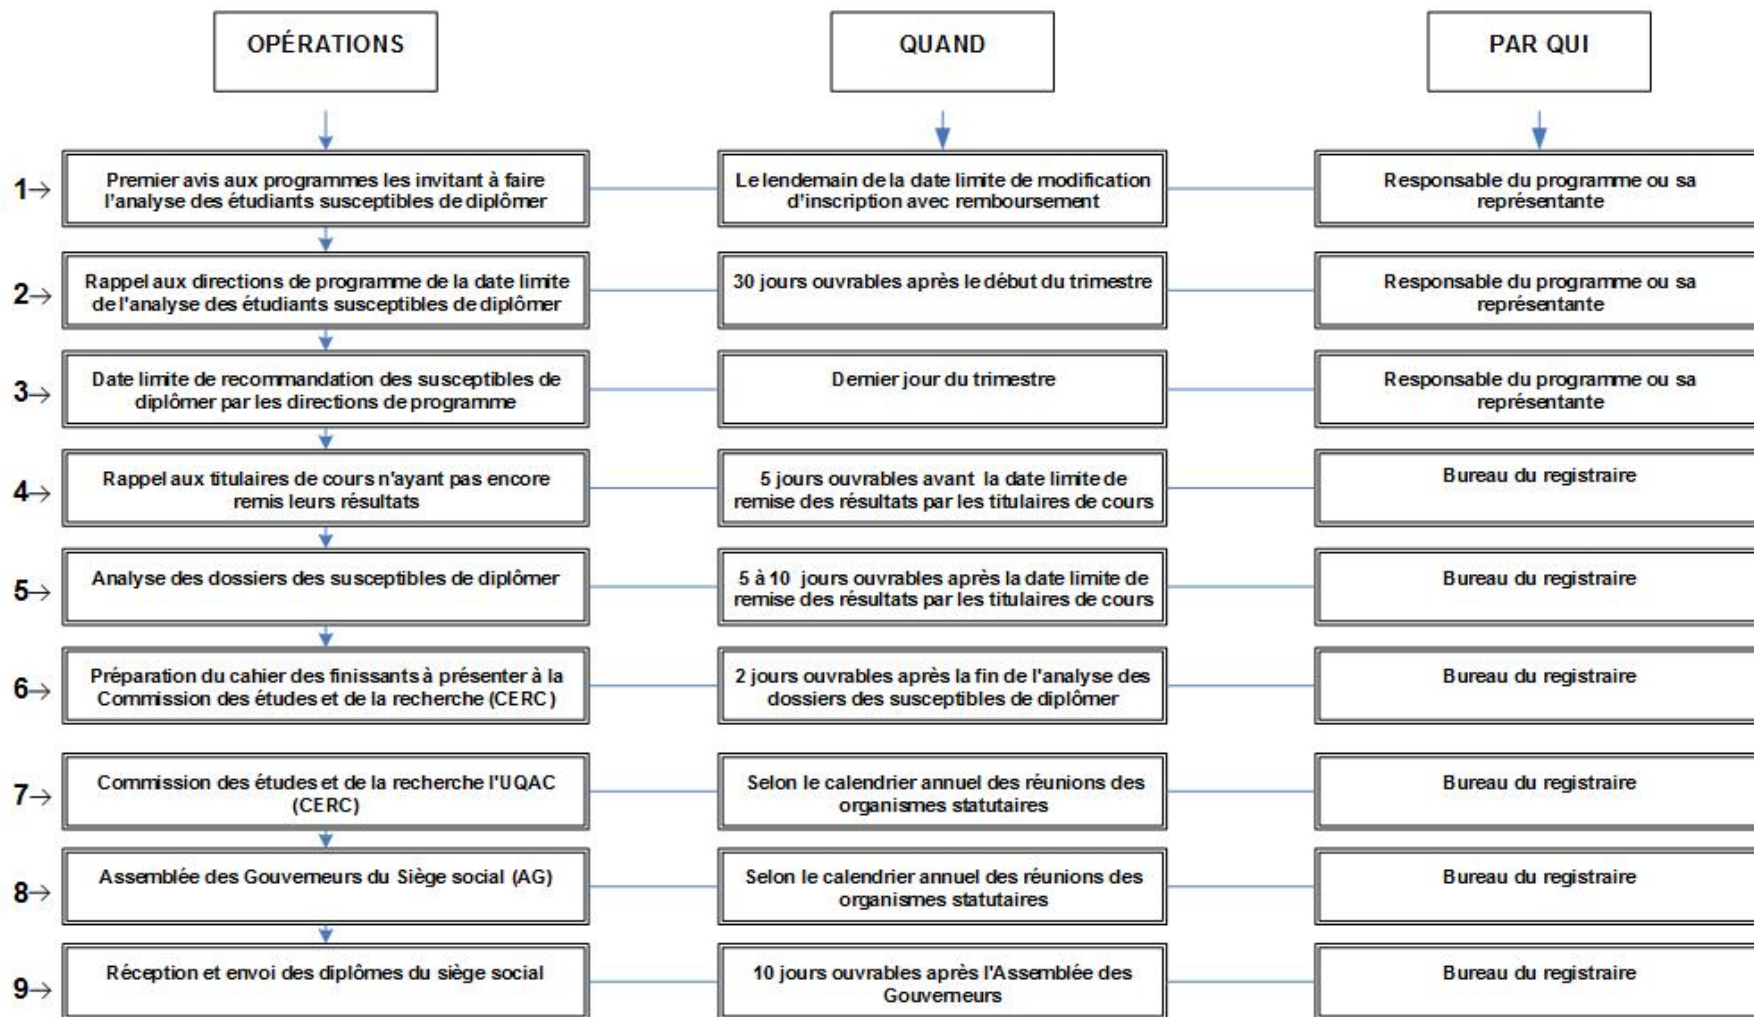 OPÉRATIONS
QUAND
PAR QUI
1→
Premier avis aux programmes les invitant à faire
l'analyse des étudiants susceptibles de diplômer
Le lendemain de la date limite de modification
d'inscription avec remboursement
Responsable du programme ou sa
représentante
2→
Rappel aux directions de programme de la date limite
de l'analyse des étudiants susceptibles de diplômer
30 jours ouvrables après le début du trimestre
Responsable du programme ou sa
représentante
3→
Date limite de recommandation des susceptibles de
diplômer par les directions de programme
Dernier jour du trimestre
Responsable du programme ou sa
représentante
4→
Rappel aux titulaires de cours n'ayant pas encore
remis leurs résultats
5 jours ouvrables avant la date limite de
remise des résultats par les titulaires de cours
Bureau du registraire
5→
Analyse des dossiers des susceptibles de diplômer
5 à 10 jours ouvrables après la date limite de
remise des résultats par les titulaires de cours
Bureau du registraire
6→
Préparation du cahier des finissants à présenter à la
Commission des études et de la recherche (CERC)
2 jours ouvrables après la fin de l'analyse des
dossiers des susceptibles de diplômer
Bureau du registraire
7→
Commission des études et de la recherche l'UQAC
(CERC)
Selon le calendrier annuel des réunions des
organismes statutaires
Bureau du registraire
8→
Assemblée des Gouverneurs du Siège social (AG)
Selon le calendrier annuel des réunions des
organismes statutaires
Bureau du registraire
9→
Réception et envoi des diplômes du siège social
10 jours ouvrables après l'Assemblée des
Gouverneurs
Bureau du registraire